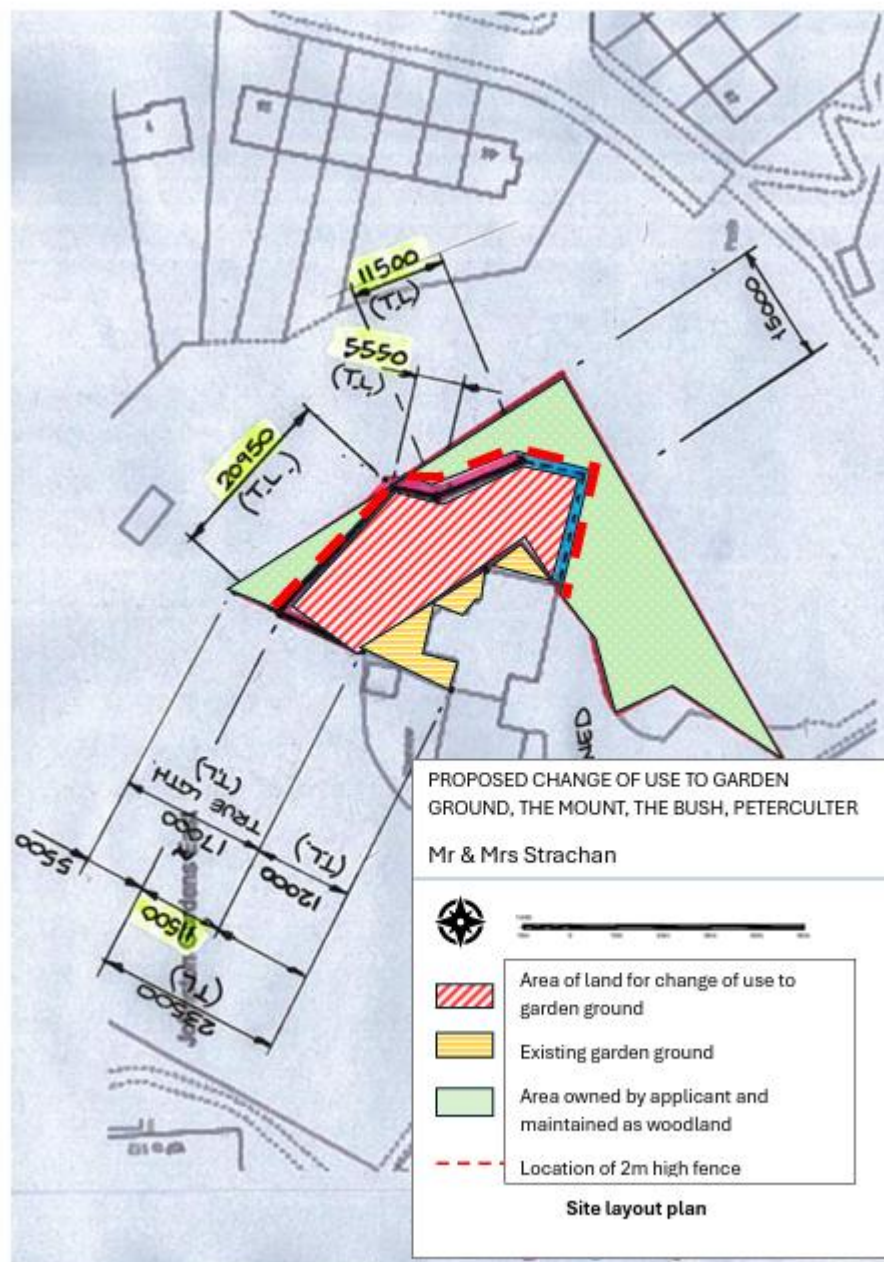 11500
(T.L)
5550
(T.L)
15000
20950
(T.L.)
TRUE LGTH.
(T.L)
17000
(T.L.)
12000
5500
11500
(T.L)
23500
NED
PROPOSED CHANGE OF USE TO GARDEN
GROUND, THE MOUNT, THE BUSH, PETERCULTER
Mr & Mrs Strachan
Area of land for change of use to
garden ground
Existing garden ground
Area owned by applicant and
maintained as woodland
Location of 2m high fence
Site layout plan